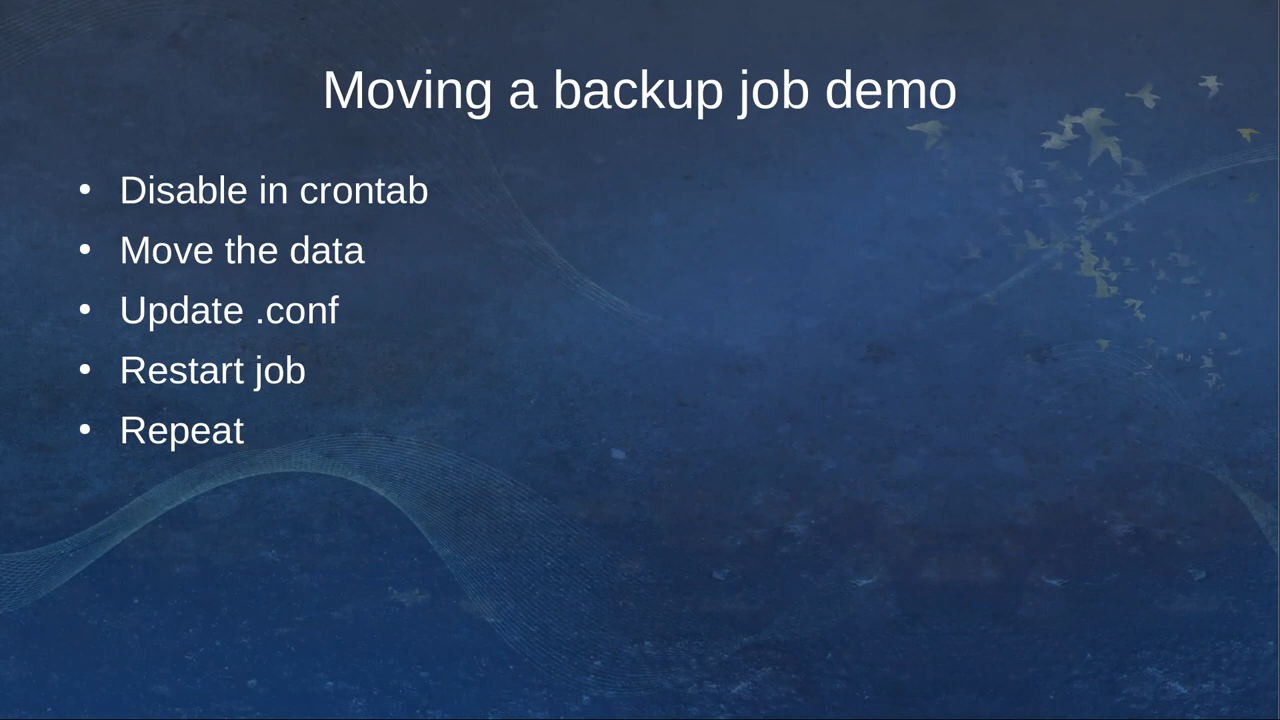 Moving a backup job demo
• Disable in crontab
• Move the data
• Update .conf
• Restart job
• Repeat